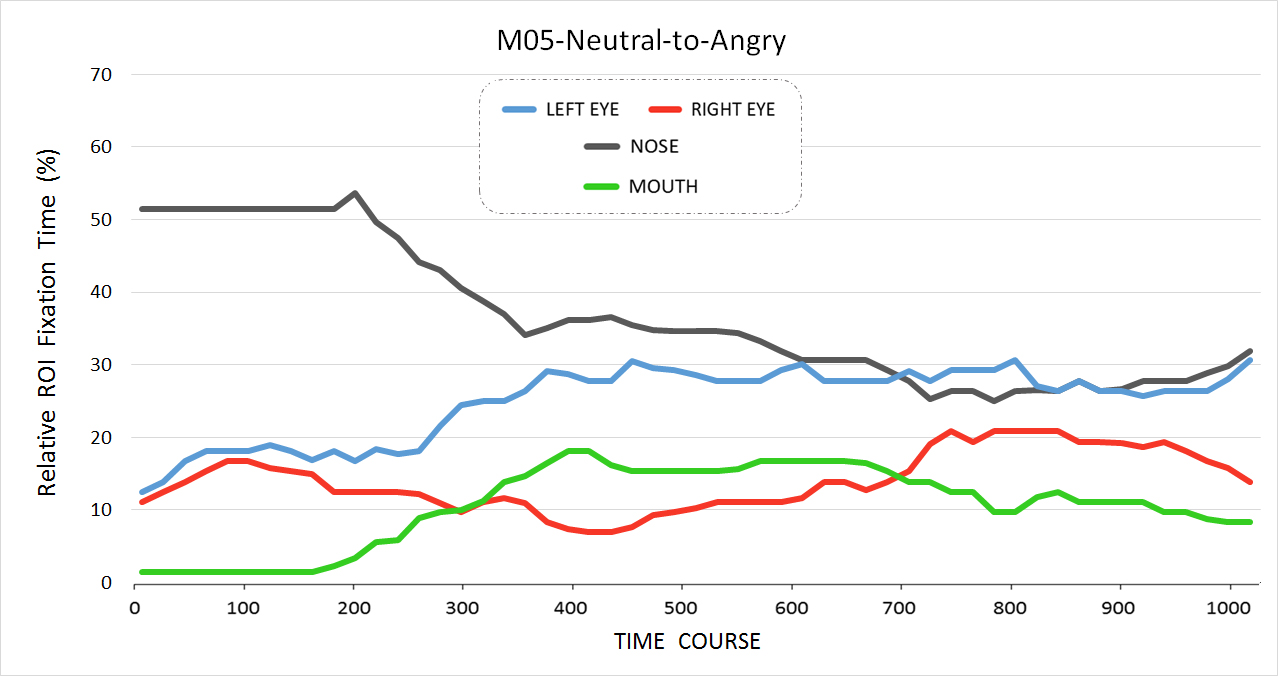 M05-Neutral-to-Angry
70
60
50
40
30
20
10
0
Relative ROI Fixation Time (%)
LEFT EYE RIGHT EYE
NOSE
MOUTH
0 100 200 300 400 500 600 700 800 900 1000
TIME COURSE